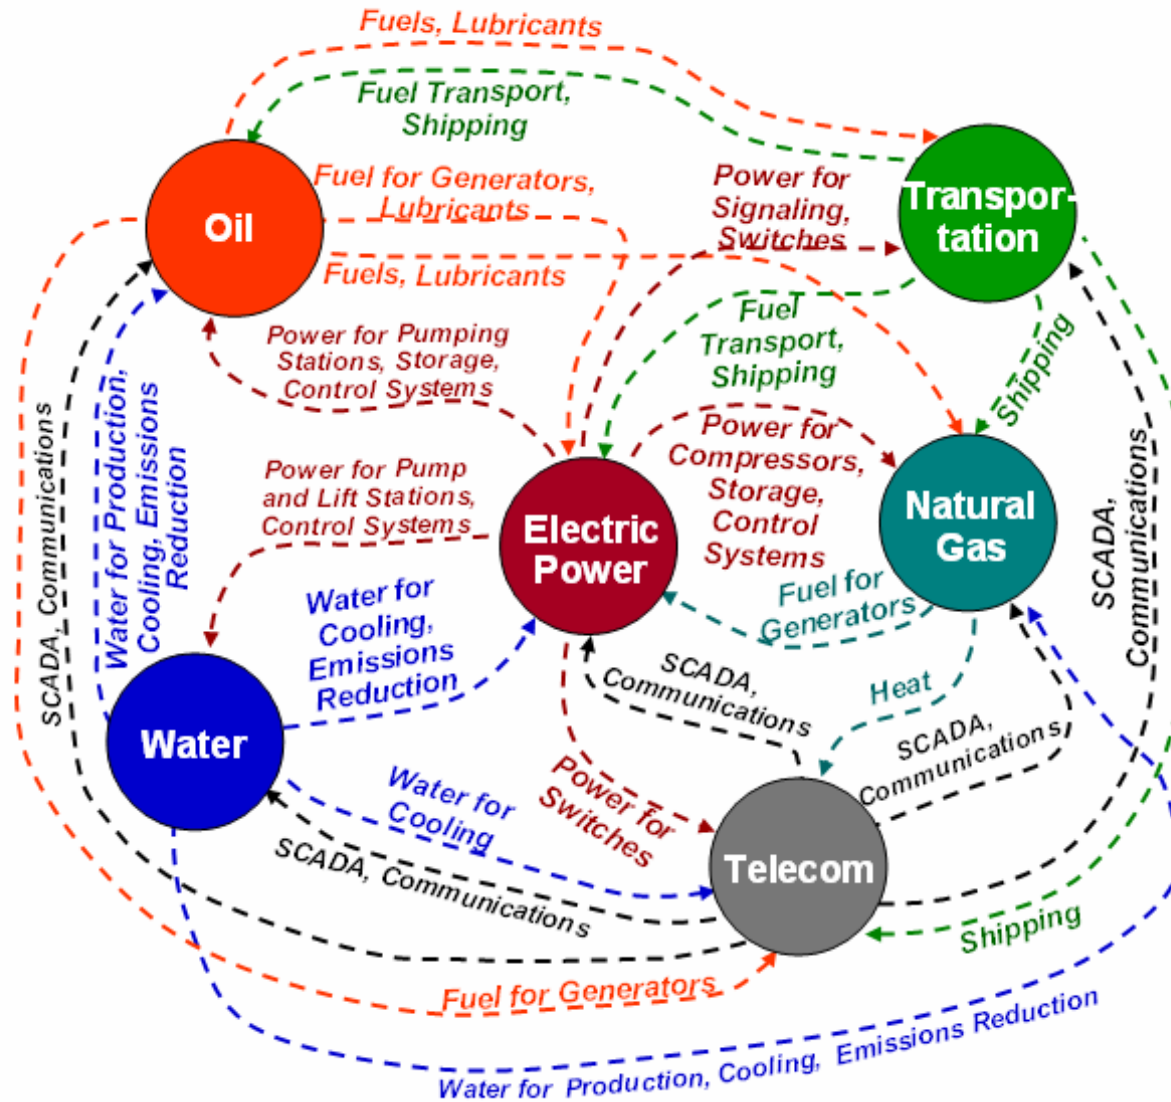 Fuels, Lubricants
Fuel Transport,
Shipping
Oil
Fuel for Generators,
Lubricants
Fuels, Lubricants
Power for
Signaling,
Switches
Transpor-
tation
Power for Pumping
Stations, Storage,
Control Systems
Fuel
Transport,
Shipping
Shipping
SCADA, Communications
Water for Production,
Cooling, Emissions
Reduction
Power for Pump
and Lift Stations,
Control Systems
Electric
Power
Power for
Compressors,
Storage,
Control
Systems
Natural
Gas
SCADA,
Communications
Water for
Cooling,
Emissions
Reduction
Fuel for
Generators
Water
SCADA,
Communications
Heat
SCADA,
Communications
Water for
Cooling
Power for
Switches
SCADA, Communications
Telecom
Shipping
Fuel for Generators
Water for Production, Cooling, Emissions Reduction